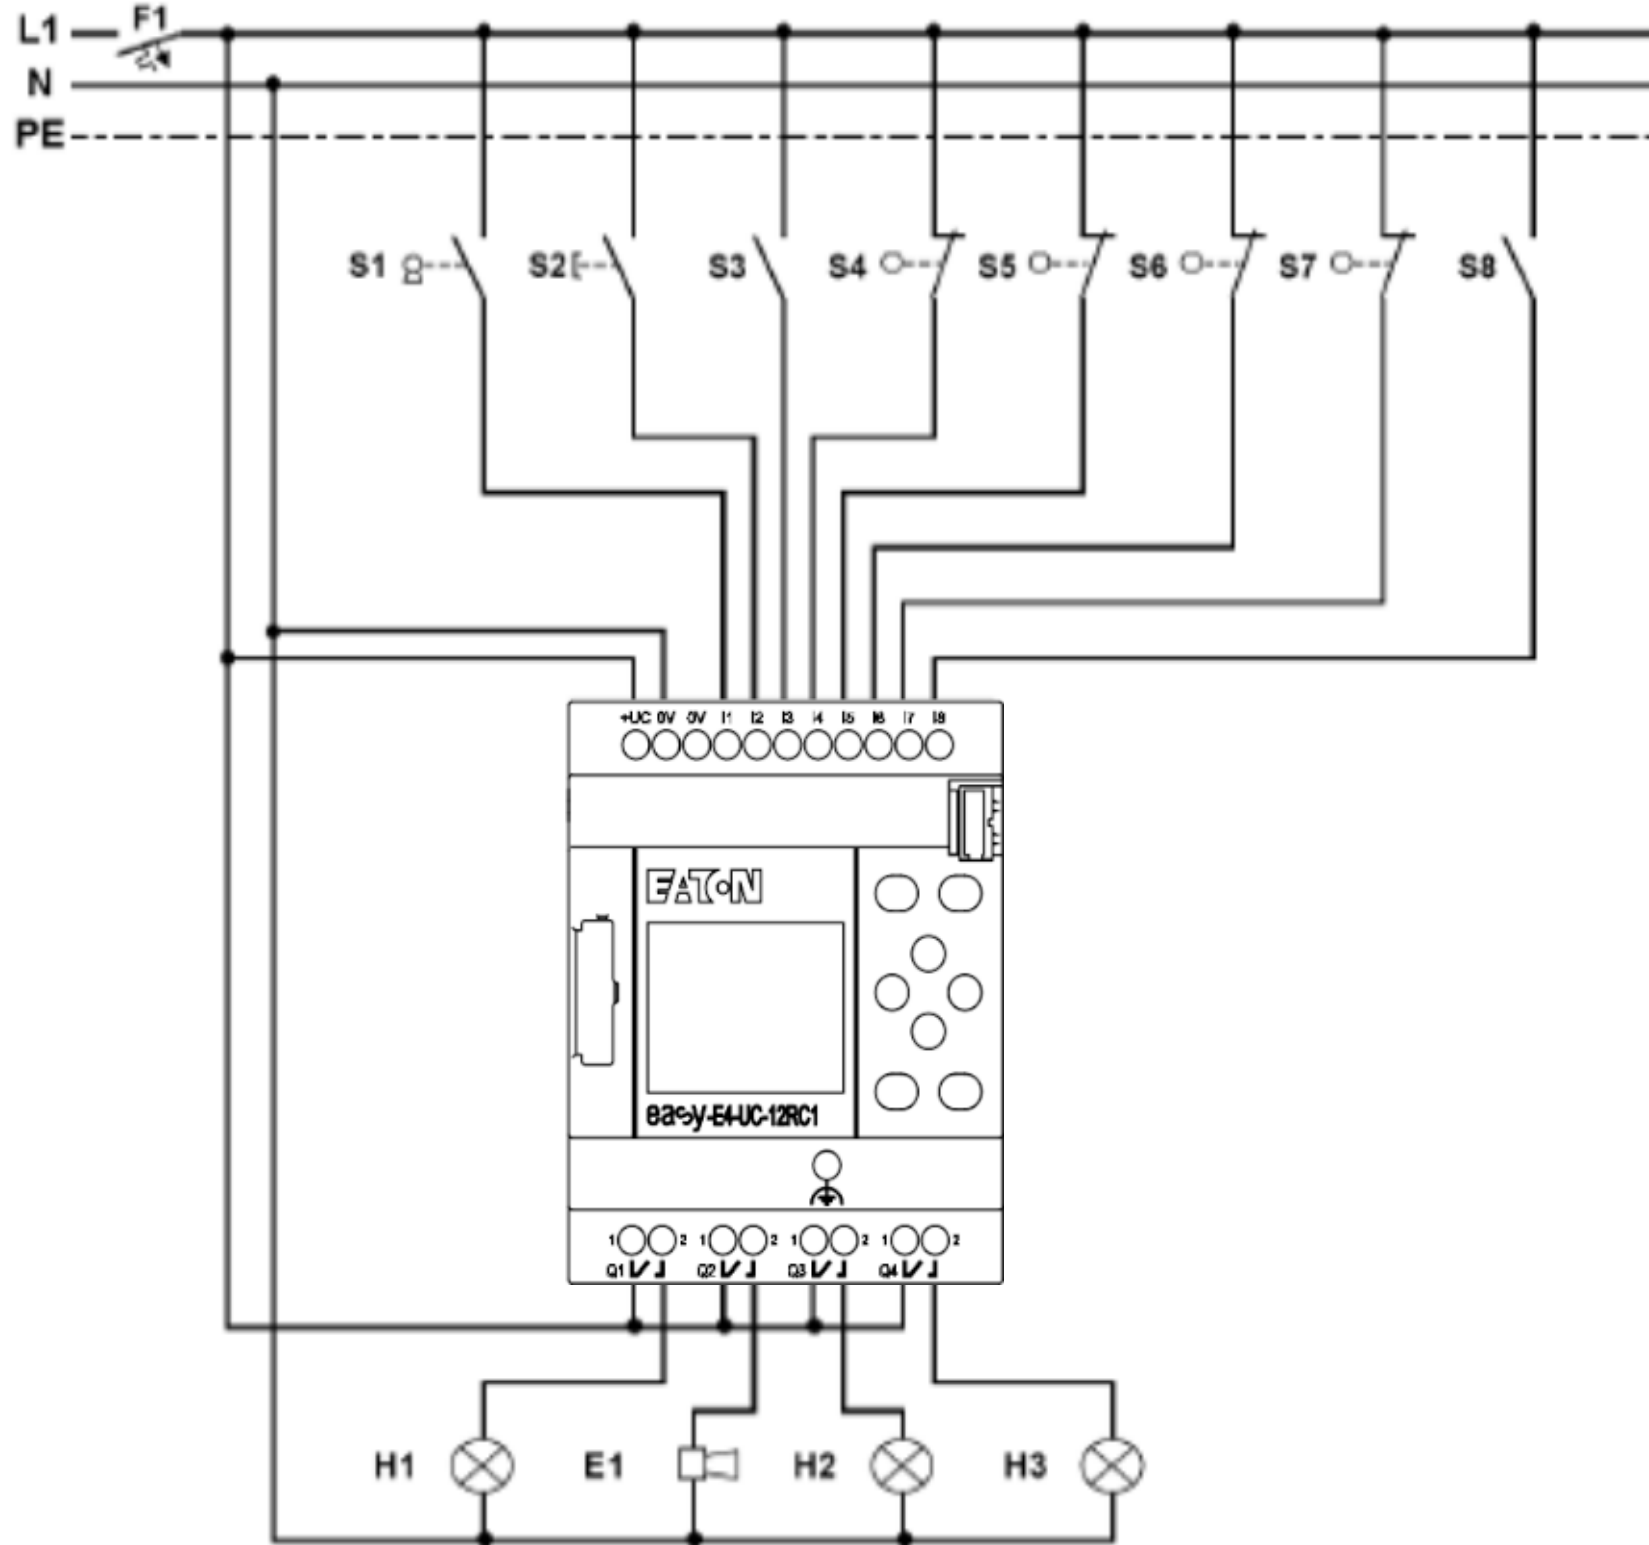 L1 F1
N
PE
S1 S2 S3 S4 S5 S6 S7 S8
+UC 0V 0V I1 I2 I3 I4 I5 I6 I7 I8
EATON
easy-E4-UC-12RC1
1 2 1 2 1 2 1 2
Q1 Q2 Q3 Q4
H1 E1 H2 H3